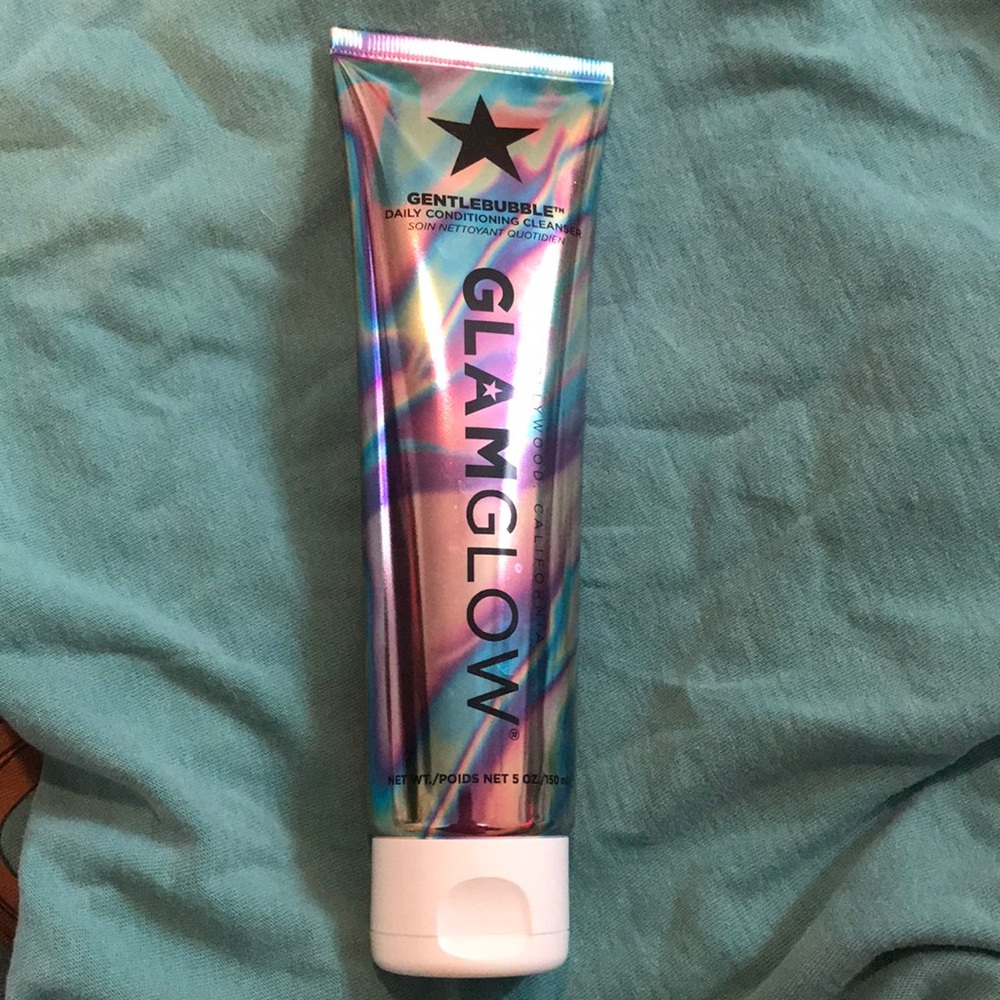 GENTLEBUBBLE™
DAILY CONDITIONING CLEANSER
SOIN NETTOYANT QUOTIDIEN
GLAMGLOW®
CALIFORNIA
NET WT./POIDS NET 5 OZ./150